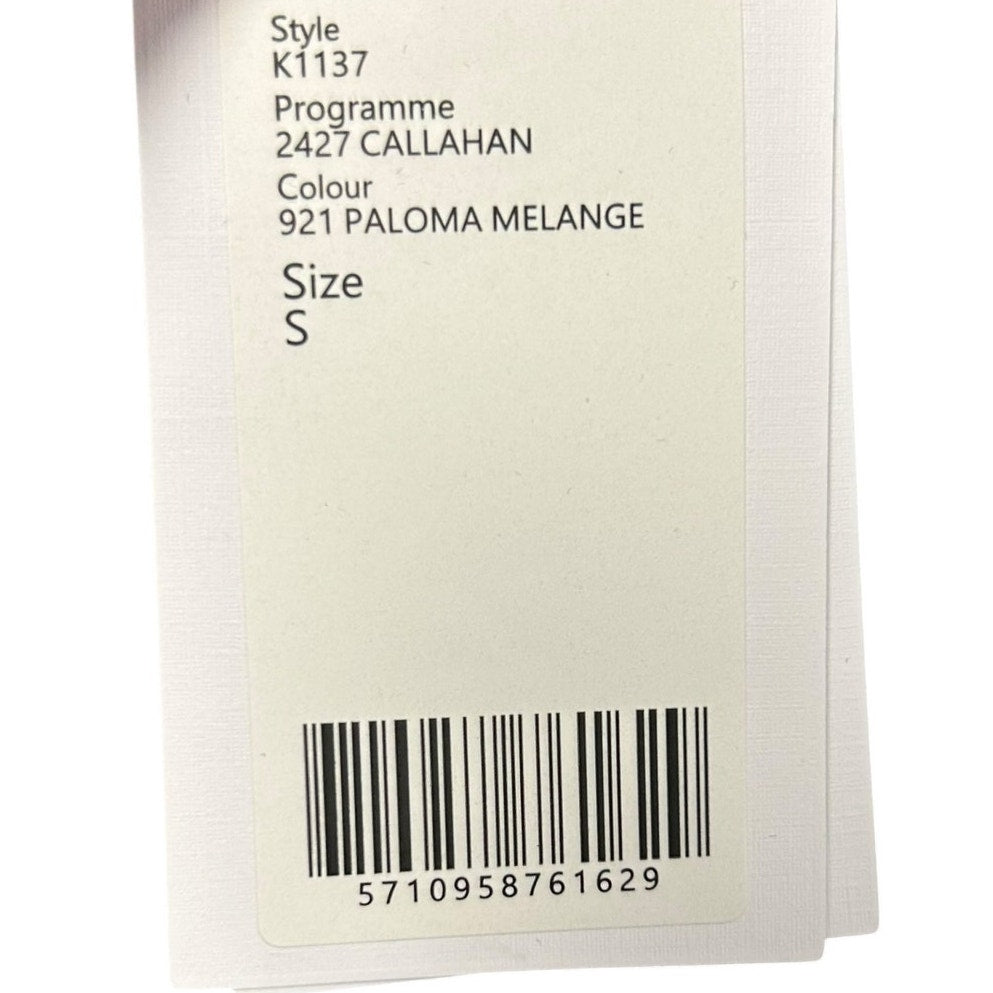 Style
K1137
Programme
2427 CALLAHAN
Colour
921 PALOMA MELANGE
Size
S
5710958761629